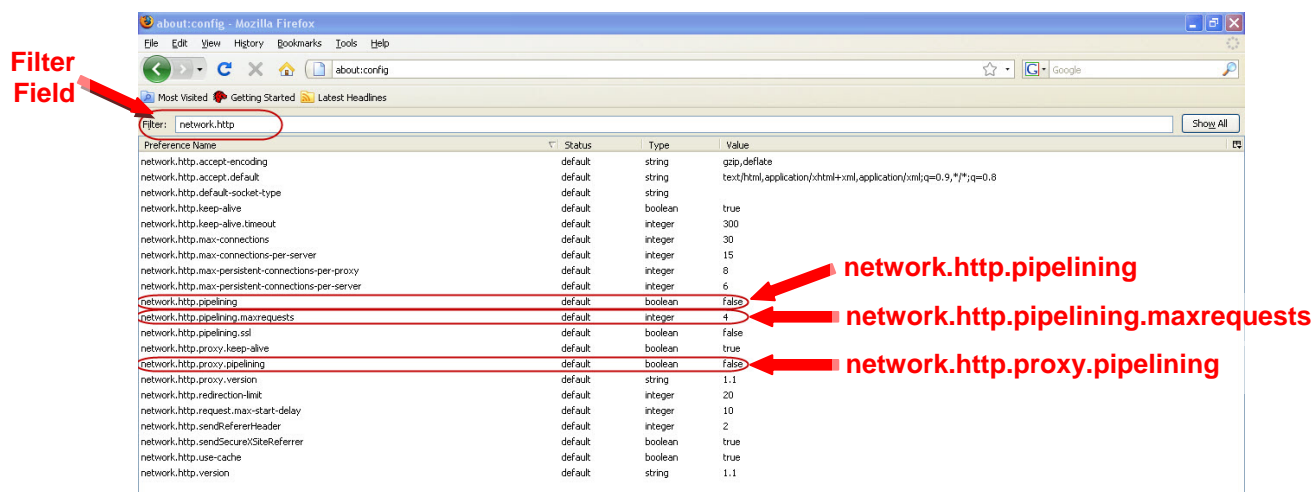 about:config - Mozilla Firefox
File Edit View History Bookmarks Tools Help
about:config
G Google
Most Visited Getting Started Latest Headlines
Filter
Field
Filter: network.http Show All
Preference Name Status Type Value
network.http.accept-encoding default string gzip,deflate
network.http.accept.default default string text/html,application/xhtml+xml,application/xml;q=0.9,*/*;q=0.8
network.http.default-socket-type default string
network.http.keep-alive default boolean true
network.http.keep-alive.timeout default integer 300
network.http.max-connections default integer 30
network.http.max-connections-per-server default integer 15
network.http.max-persistent-connections-per-proxy default integer 8
network.http.max-persistent-connections-per-server default integer 6
network.http.pipelining default boolean false
network.http.pipelining
network.http.pipelining.maxrequests default integer 4
network.http.pipelining.maxrequests
network.http.pipelining.ssl default boolean false
network.http.proxy.keep-alive default boolean true
network.http.proxy.pipelining default boolean false
network.http.proxy.pipelining
network.http.proxy.version default string 1.1
network.http.redirection-limit default integer 20
network.http.request.max-start-delay default integer 10
network.http.sendRefererHeader default integer 2
network.http.sendSecureXSiteReferrer default boolean true
network.http.use-cache default boolean true
network.http.version default string 1.1